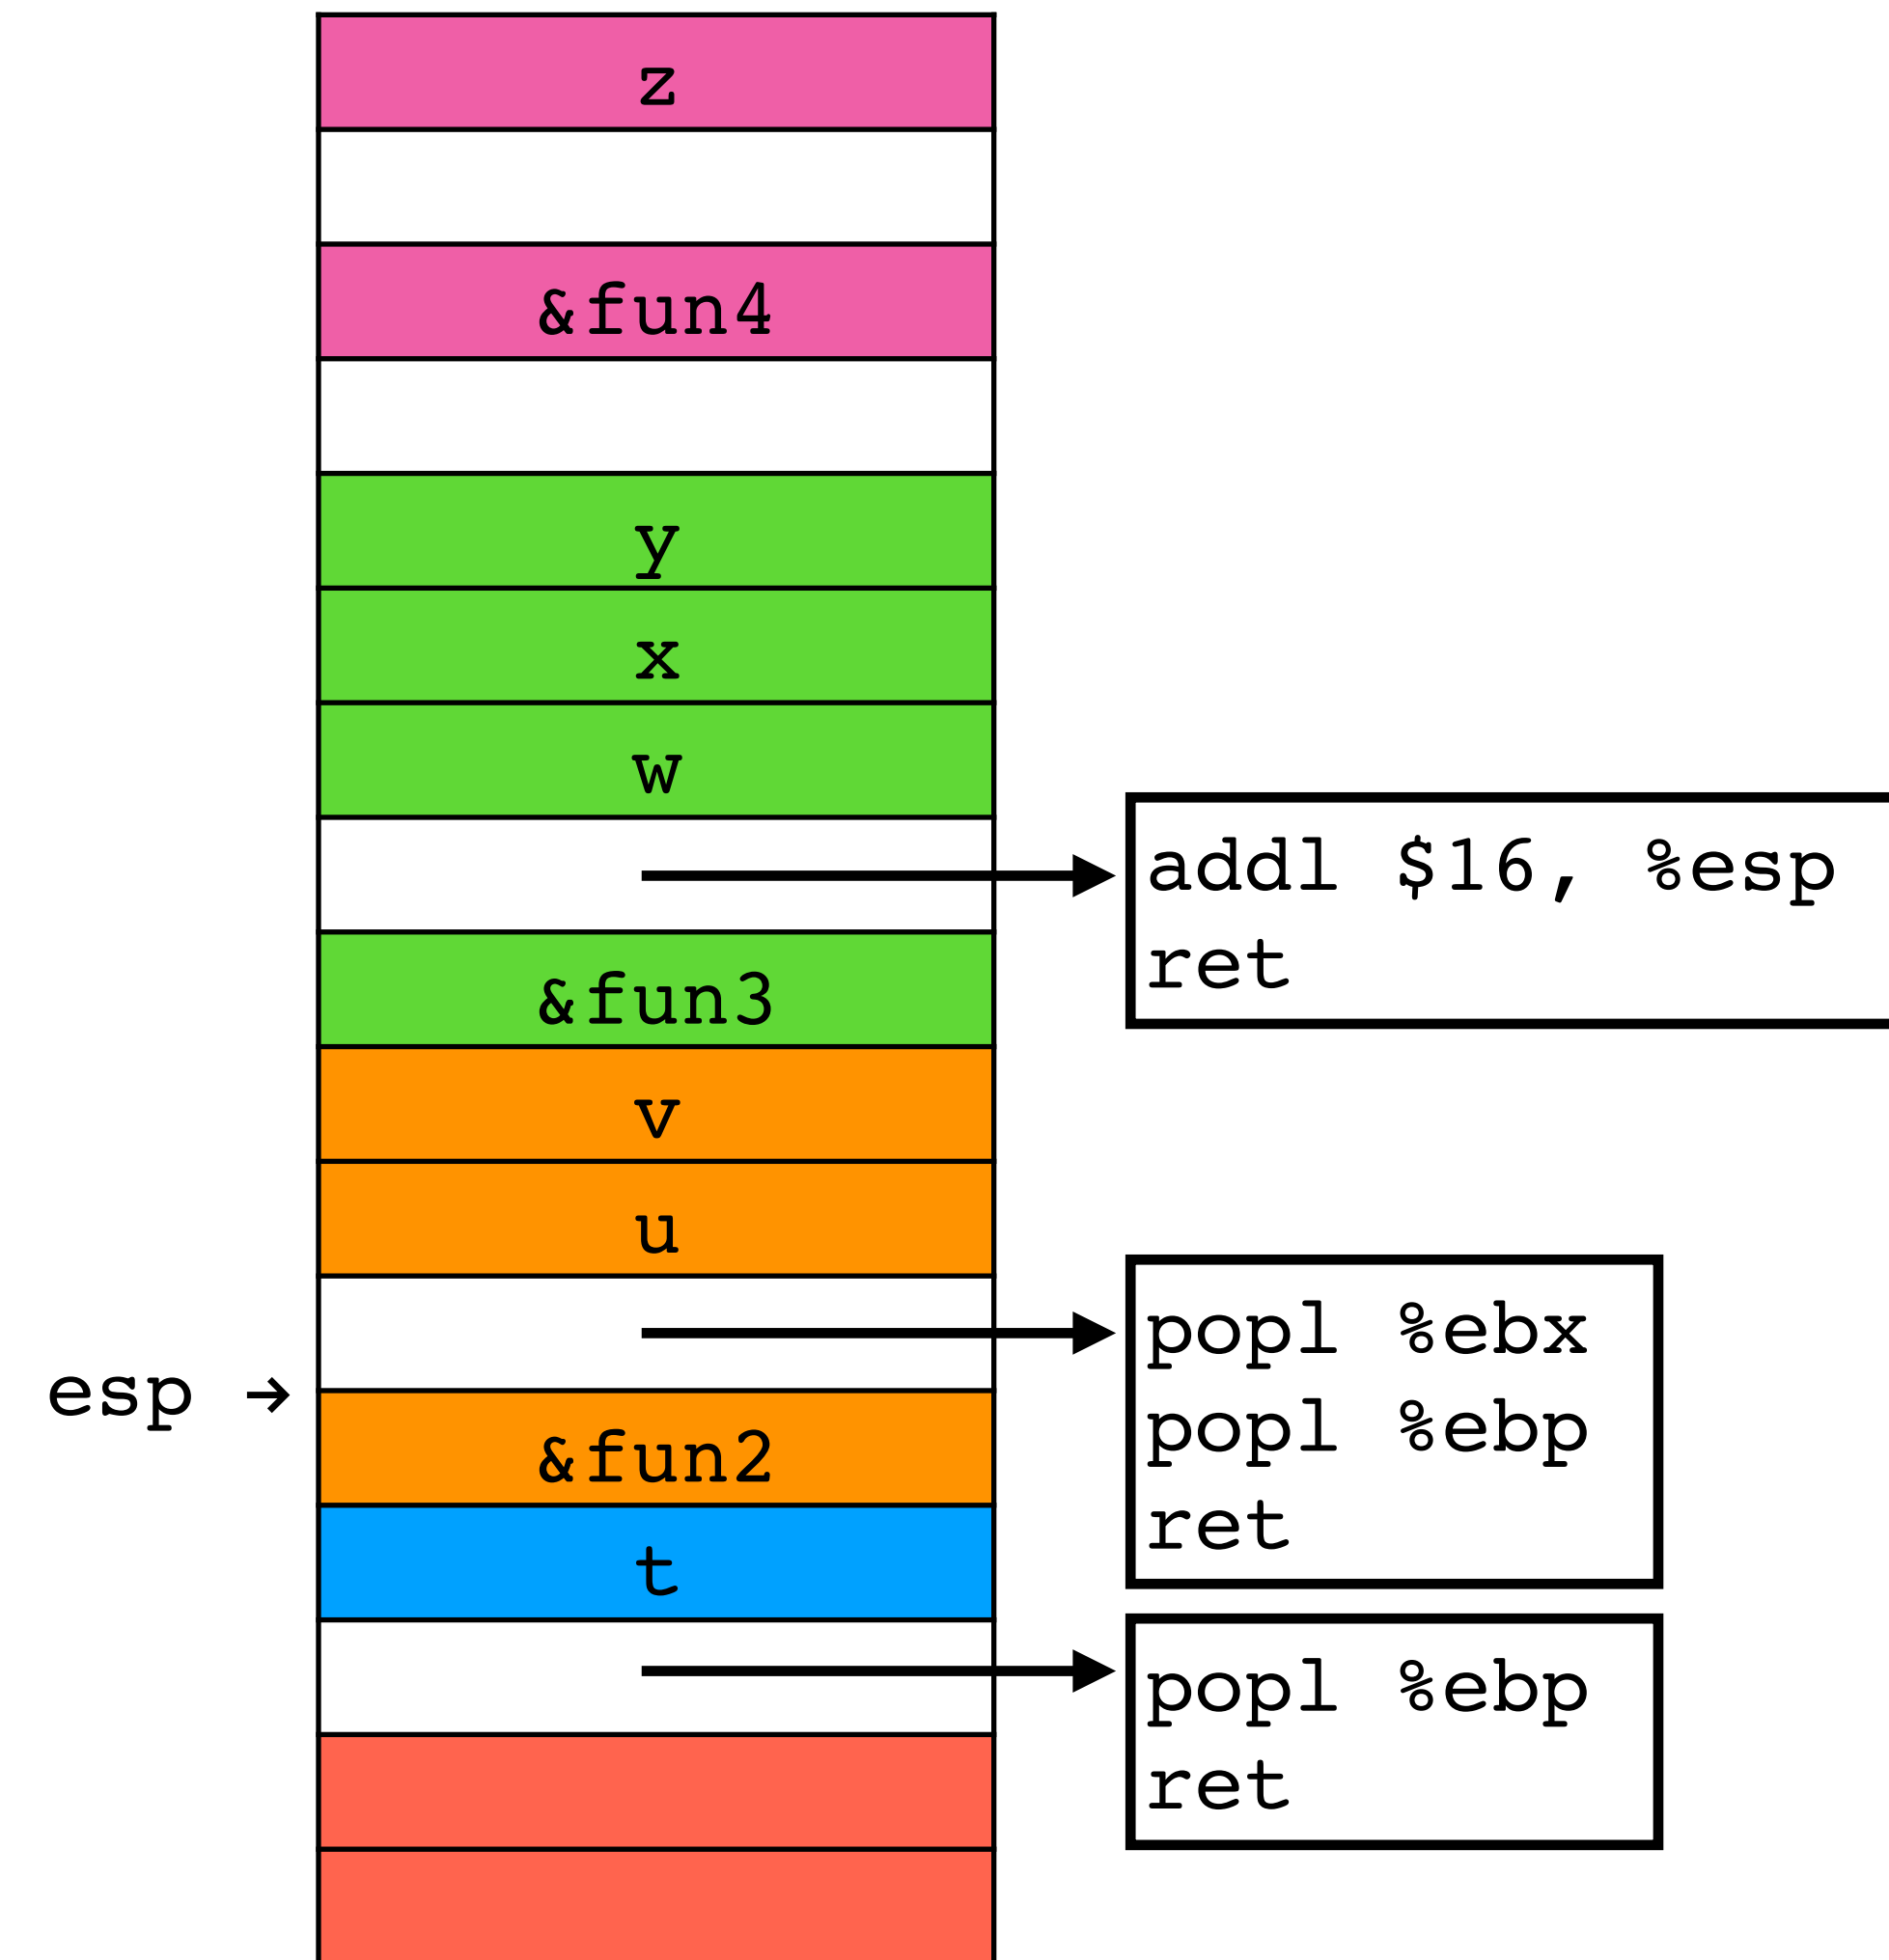 z
&fun4
y
x
w
addl $16, %esp
ret
&fun3
v
u
popl %ebx
popl %ebp
ret
esp →
&fun2
t
popl %ebp
ret